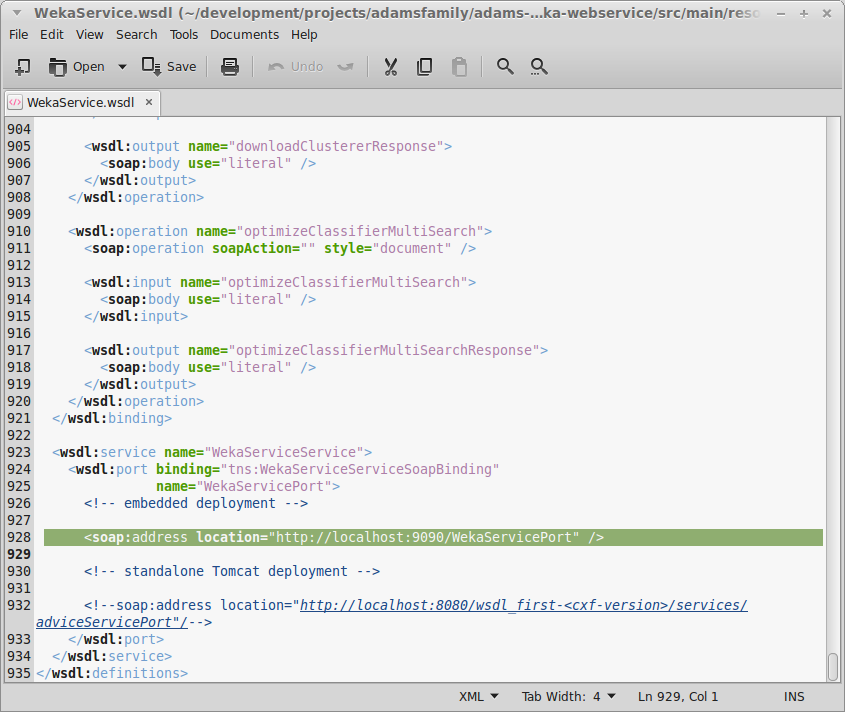 WekaService.wsdl (~/development/projects/adamsfamily/adams-...ka-webservice/src/main/reso
File Edit View Search Tools Documents Help
Open Save Undo
WekaService.wsdl ×
904
905 <wsdl:output name="downloadClustererResponse">
906 <soap:body use="literal" />
907 </wsdl:output>
908 </wsdl:operation>
909
910 <wsdl:operation name="optimizeClassifierMultiSearch">
911 <soap:operation soapAction="" style="document" />
912
913 <wsdl:input name="optimizeClassifierMultiSearch">
914 <soap:body use="literal" />
915 </wsdl:input>
916
917 <wsdl:output name="optimizeClassifierMultiSearchResponse">
918 <soap:body use="literal" />
919 </wsdl:output>
920 </wsdl:operation>
921 </wsdl:binding>
922
923 <wsdl:service name="WekaServiceService">
924 <wsdl:port binding="tns:WekaServiceServiceSoapBinding"
925 name="WekaServicePort">
926 <!-- embedded deployment -->
927
928 <soap:address location="http://localhost:9090/WekaServicePort" />
929
930 <!-- standalone Tomcat deployment -->
931
932 <!--soap:address location="http://localhost:8080/wsdl_first-<cxf-version>/services/
adviceServicePort"/-->
933 </wsdl:port>
934 </wsdl:service>
935 </wsdl:definitions>
XML Tab Width: 4 Ln 929, Col 1 INS